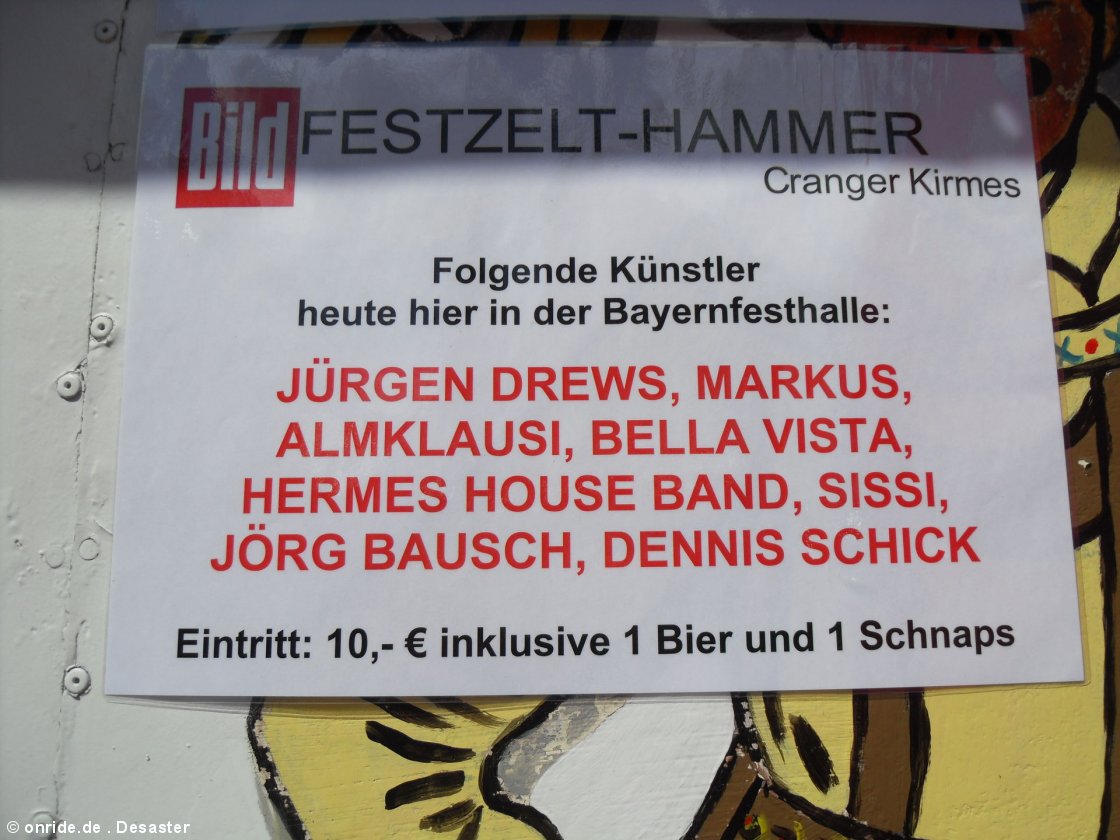 Bild FESTZELT-HAMMER
Cranger Kirmes
Folgende Künstler
heute hier in der Bayernfesthalle:
JÜRGEN DREWS, MARKUS,
ALMKLAUSI, BELLA VISTA,
HERMES HOUSE BAND, SISSI,
JÖRG BAUSCH, DENNIS SCHICK
Eintritt: 10,- € inklusive 1 Bier und 1 Schnaps
© onride.de . Desaster